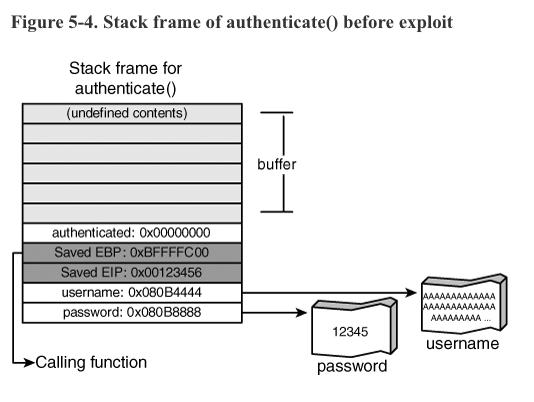 Figure 5-4. Stack frame of authenticate() before exploit
Stack frame for
authenticate()
(undefined contents)
buffer
authenticated: 0x00000000
Saved EBP: 0xBFFFFC00
Saved EIP: 0x00123456
username: 0x080B4444
password: 0x080B8888
AAAAAAAAAAAAA
AAAAAAAAAAAAA
AAAAAAAAA ...
username
12345
password
Calling function